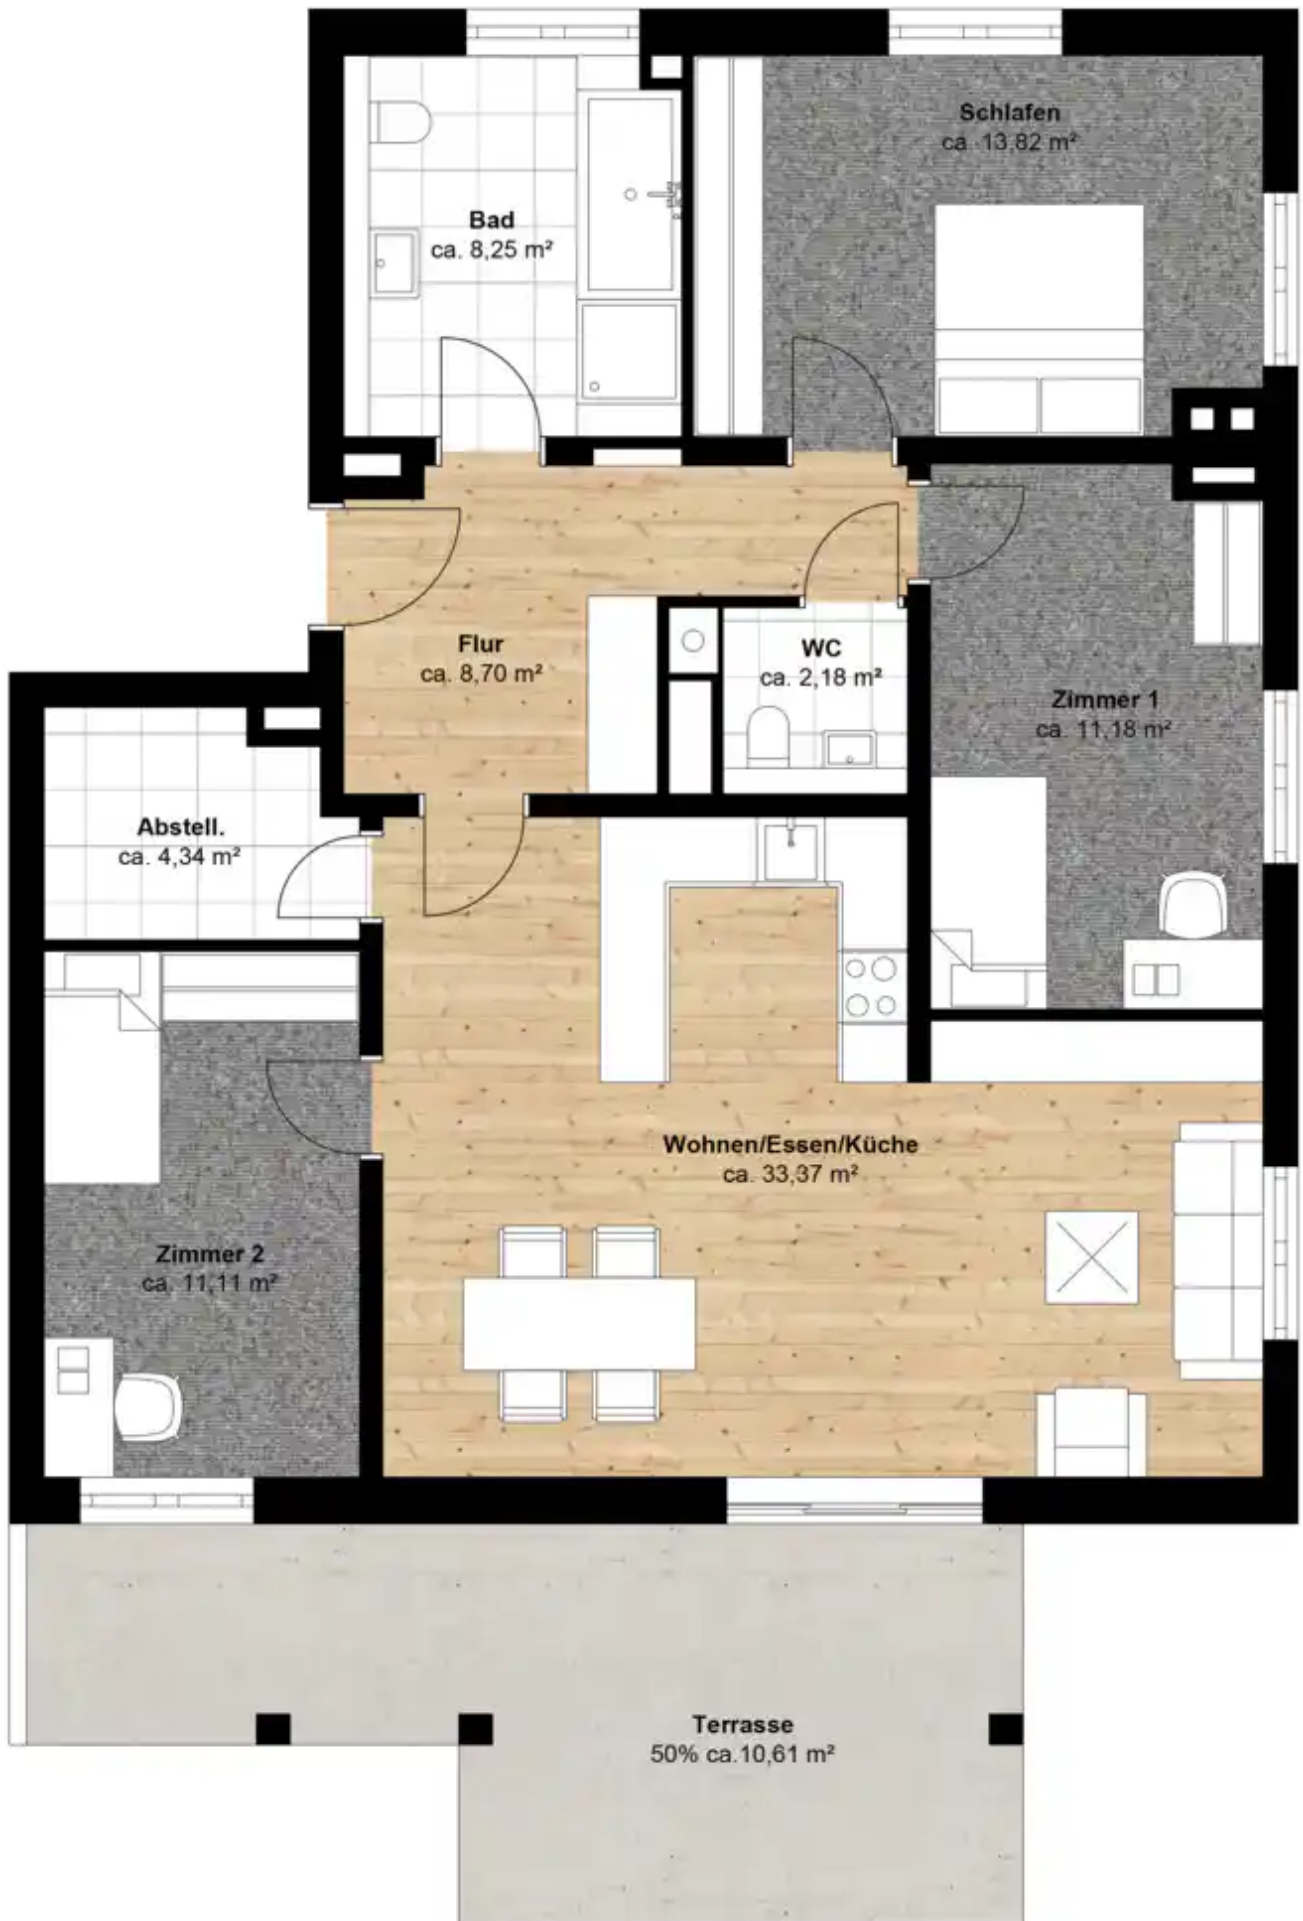 Schlafen
ca. 13,82 m²
Bad
ca. 8,25 m²
Flur
ca. 8,70 m²
WC
ca. 2,18 m²
Zimmer 1
ca. 11,18 m²
Abstell.
ca. 4,34 m²
Wohnen/Essen/Küche
ca. 33,37 m²
Zimmer 2
ca. 11,11 m²
Terrasse
50% ca.10,61 m²